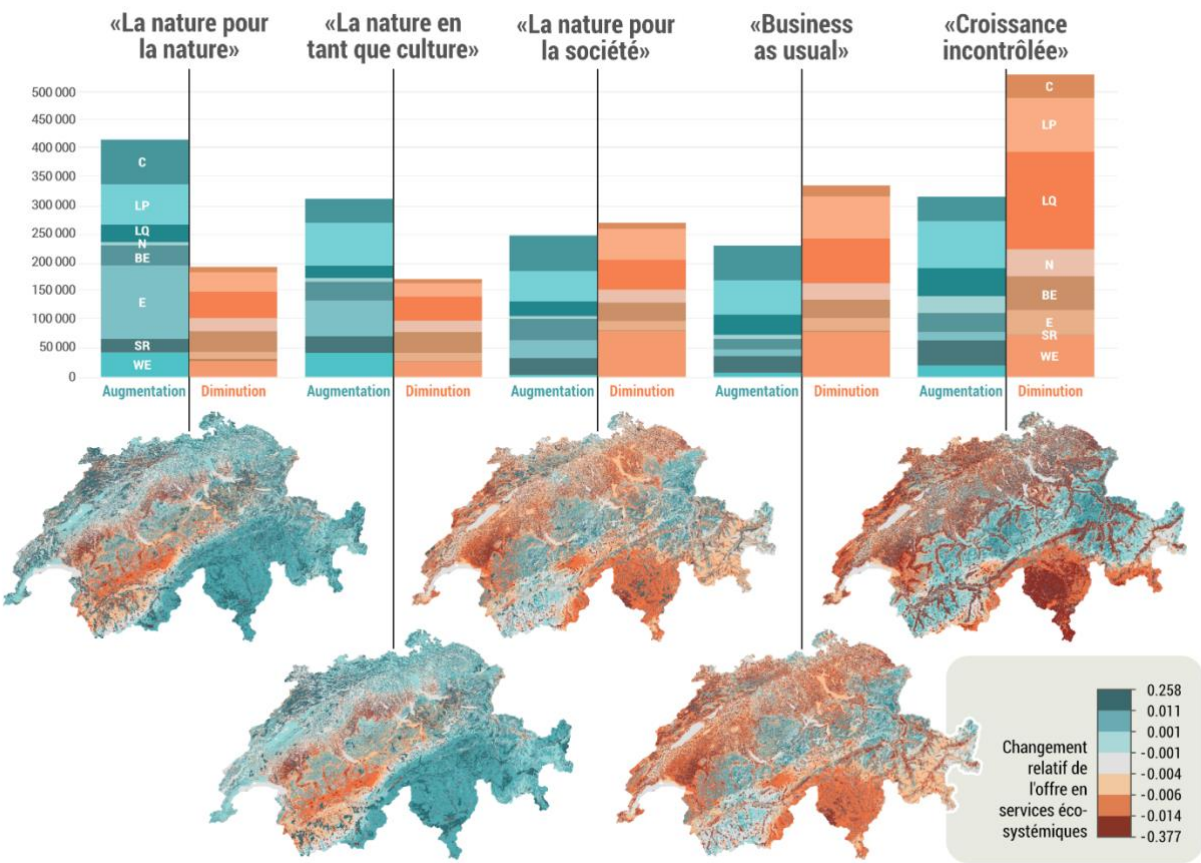 «La nature pour
la nature»
«La nature en
tant que culture»
«La nature pour
la société»
«Business
as usual»
«Croissance
incontrôlée»
500 000
450 000
400 000
350 000
300 000
250 000
200 000
150 000
100 000
50 000
0
C
LP
LQ
N
BE
E
SR
WE
C
LP
LQ
N
BE
E
SR
WE
Augmentation Diminution
Augmentation Diminution
Augmentation Diminution
Augmentation Diminution
Augmentation Diminution
Changement
relatif de
l'offre en
services éco-
systémiques
0.258
0.011
0.001
-0.001
-0.004
-0.006
-0.014
-0.377